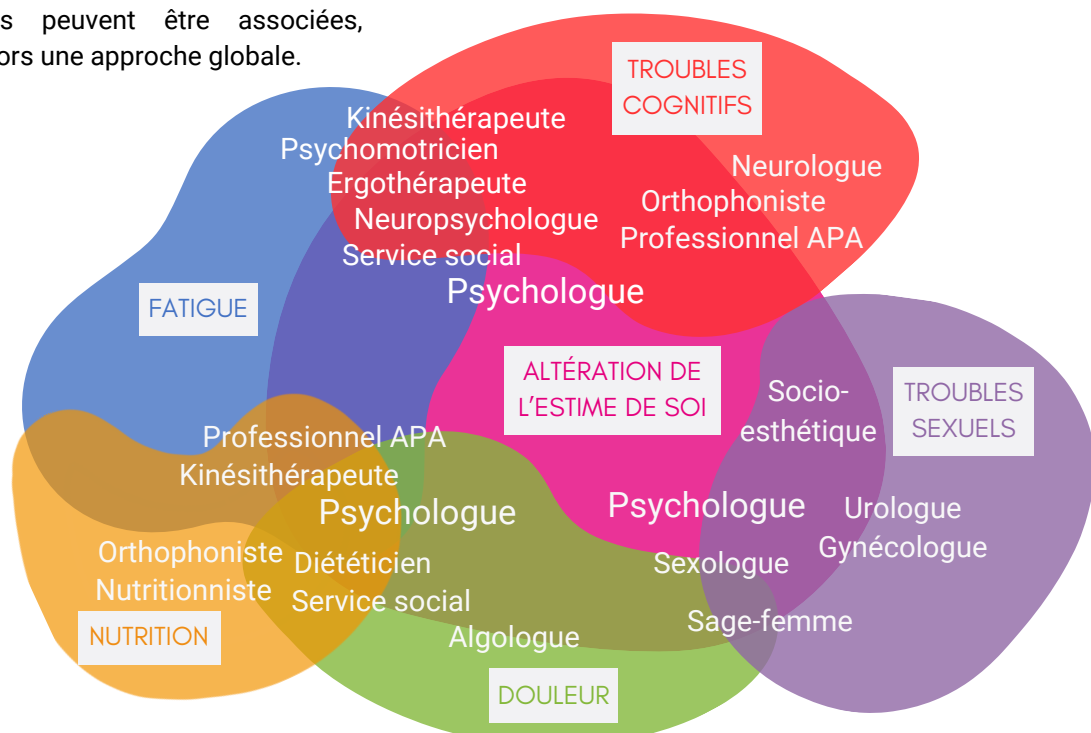 s peuvent être associées,
ors une approche globale.
TROUBLES
COGNITIFS
Kinésithérapeute
Psychomotricien
Ergothérapeute
Neuropsychologue
Service social
Psychologue
Neurologue
Orthophoniste
Professionnel APA
FATIGUE
ALTÉRATION DE
L'ESTIME DE SOI
Socio-
esthétique
TROUBLES
SEXUELS
Professionnel APA
Kinésithérapeute
Psychologue
Psychologue
Urologue
Gynécologue
Orthophoniste
Nutritionniste
Diététicien
Service social
Sexologue
Sage-femme
Algologue
NUTRITION
DOULEUR